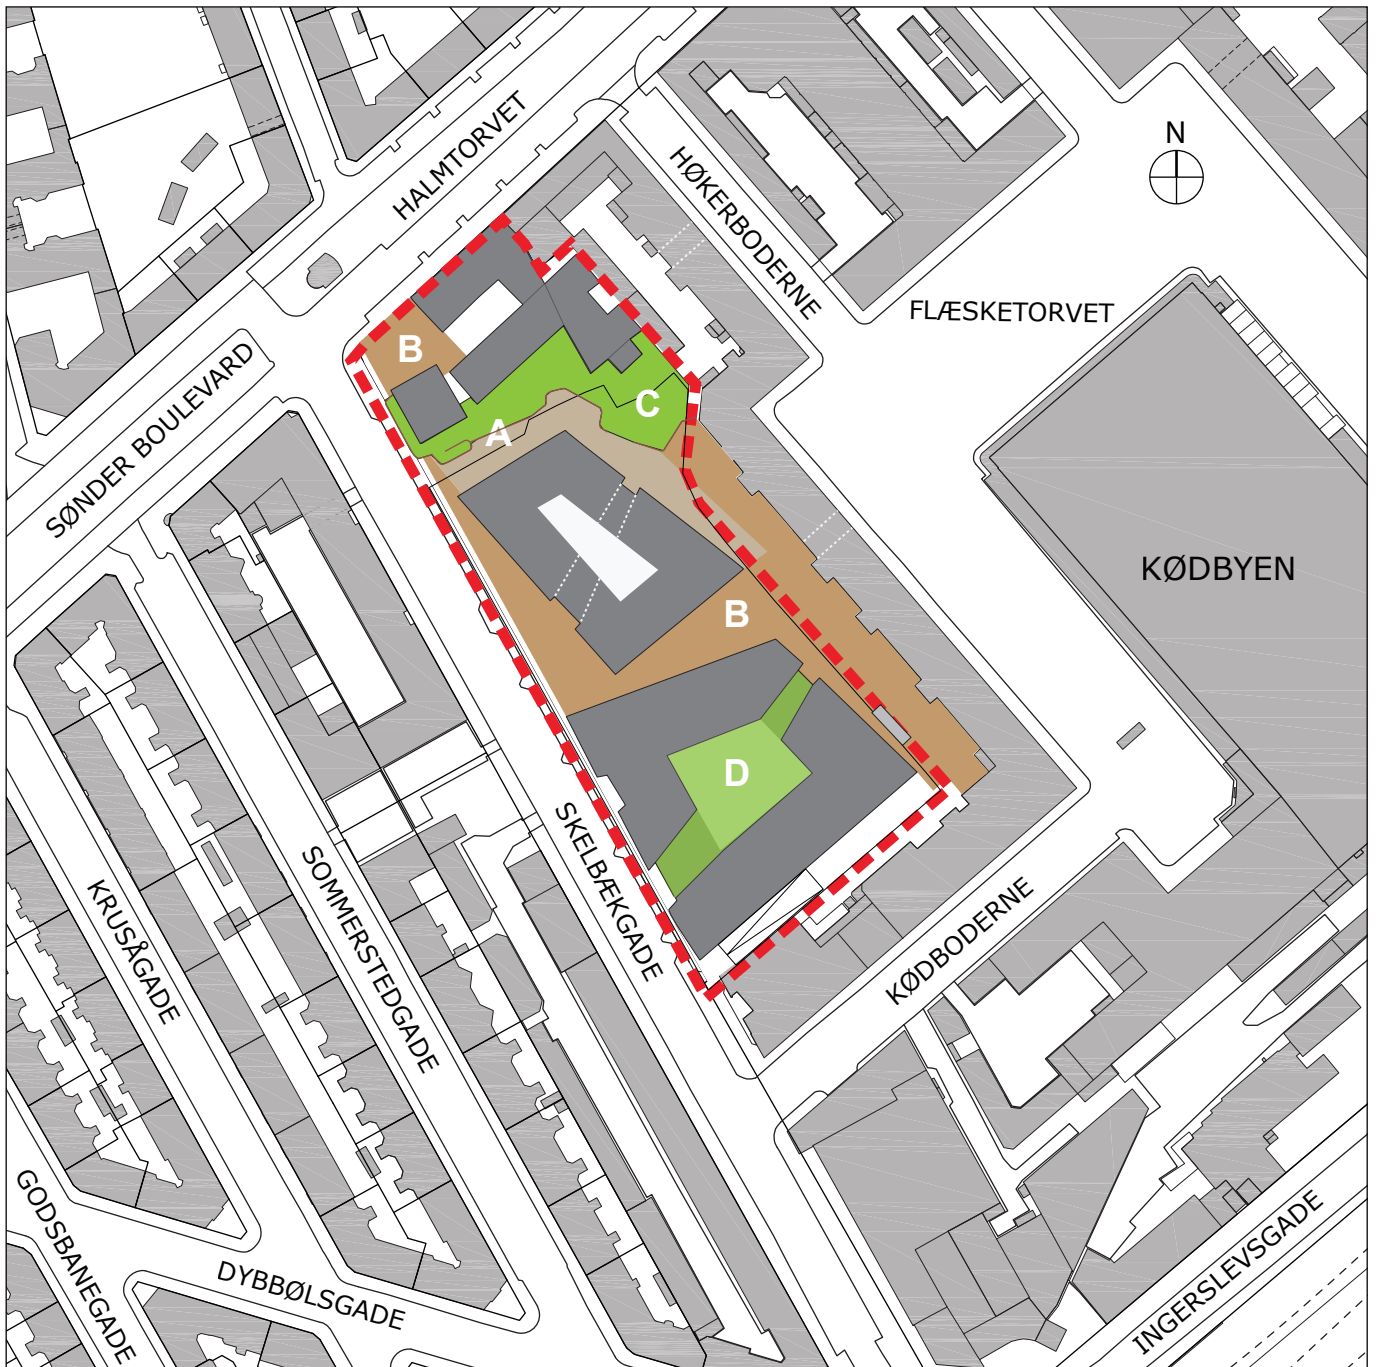 HALMTORVET
N
HØKERBODERNE
FLÆSKETORVET
B
SØNDER BOULEVARD
C
A
KØDBYEN
B
D
SKELBÆKGADE
SOMMERSTEDGADE
KRUSÅGADE
KØDBODERNE
GODSBANEGADE
DYBBØLSGADE
INGERSLEVSGADE